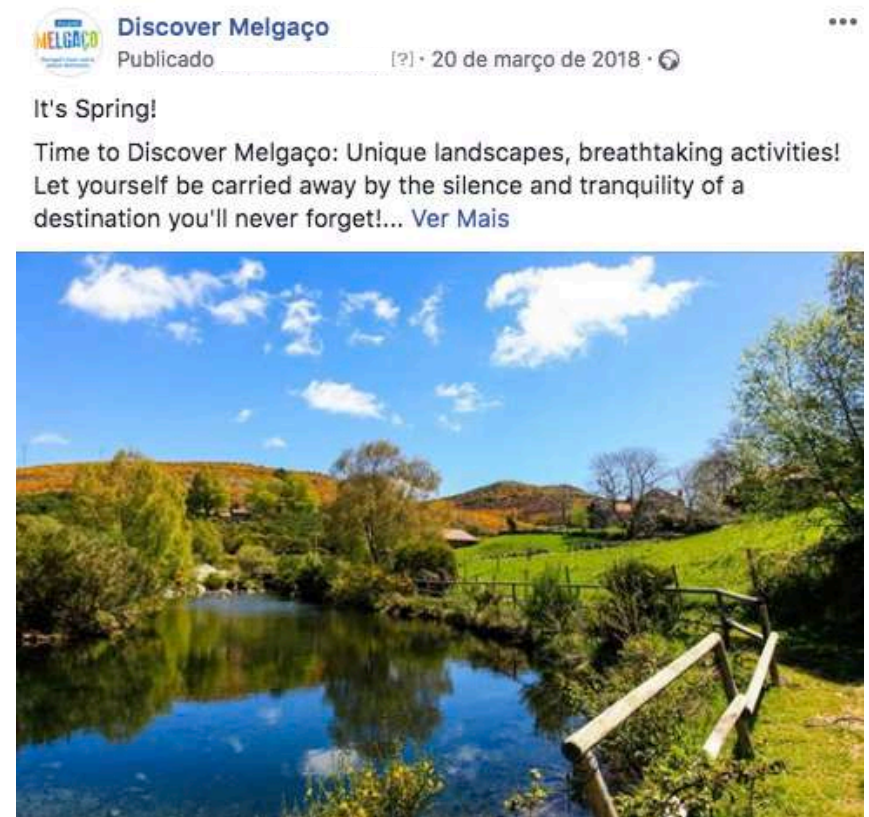 MELGAÇO
Discover Melgaço
Publicado [?] · 20 de março de 2018 ·
It's Spring!
Time to Discover Melgaço: Unique landscapes, breathtaking activities!
Let yourself be carried away by the silence and tranquility of a
destination you'll never forget!... Ver Mais